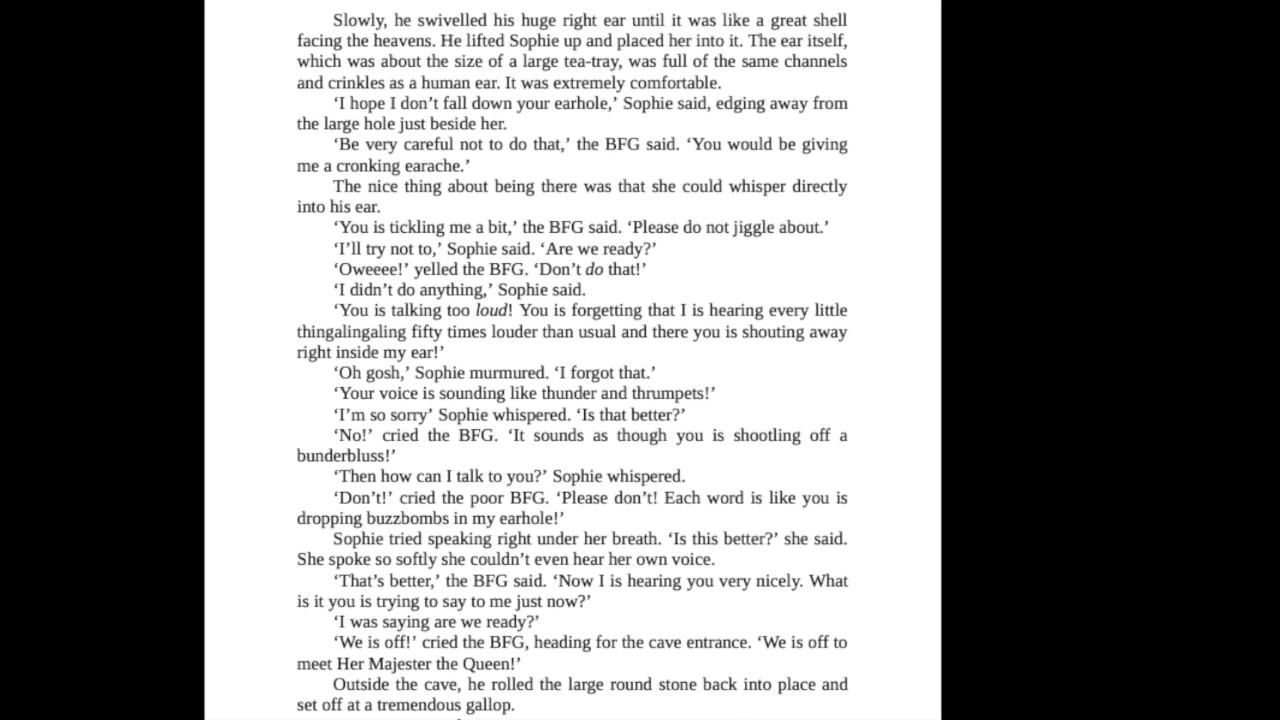 Slowly, he swivelled his huge right ear until it was like a great shell
facing the heavens. He lifted Sophie up and placed her into it. The ear itself,
which was about the size of a large tea-tray, was full of the same channels
and crinkles as a human ear. It was extremely comfortable.
‘I hope I don’t fall down your earhole,’ Sophie said, edging away from
the large hole just beside her.
‘Be very careful not to do that,’ the BFG said. ‘You would be giving
me a cronking earache.’
The nice thing about being there was that she could whisper directly
into his ear.
‘You is tickling me a bit,’ the BFG said. ‘Please do not jiggle about.’
‘I’ll try not to,’ Sophie said. ‘Are we ready?’
‘Oweeee!’ yelled the BFG. ‘Don’t do that!’
‘I didn’t do anything,’ Sophie said.
‘You is talking too loud! You is forgetting that I is hearing every little
thingalingaling fifty times louder than usual and there you is shouting away
right inside my ear!’
‘Oh gosh,’ Sophie murmured. ‘I forgot that.’
‘Your voice is sounding like thunder and thrumpets!’
‘I’m so sorry’ Sophie whispered. ‘Is that better?’
‘No!’ cried the BFG. ‘It sounds as though you is shootling off a
bunderbluss!’
‘Then how can I talk to you?’ Sophie whispered.
‘Don’t!’ cried the poor BFG. ‘Please don’t! Each word is like you is
dropping buzzbombs in my earhole!’
Sophie tried speaking right under her breath. ‘Is this better?’ she said.
She spoke so softly she couldn’t even hear her own voice.
‘That’s better,’ the BFG said. ‘Now I is hearing you very nicely. What
is it you is trying to say to me just now?’
‘I was saying are we ready?’
‘We is off!’ cried the BFG, heading for the cave entrance. ‘We is off to
meet Her Majester the Queen!’
Outside the cave, he rolled the large round stone back into place and
set off at a tremendous gallop.